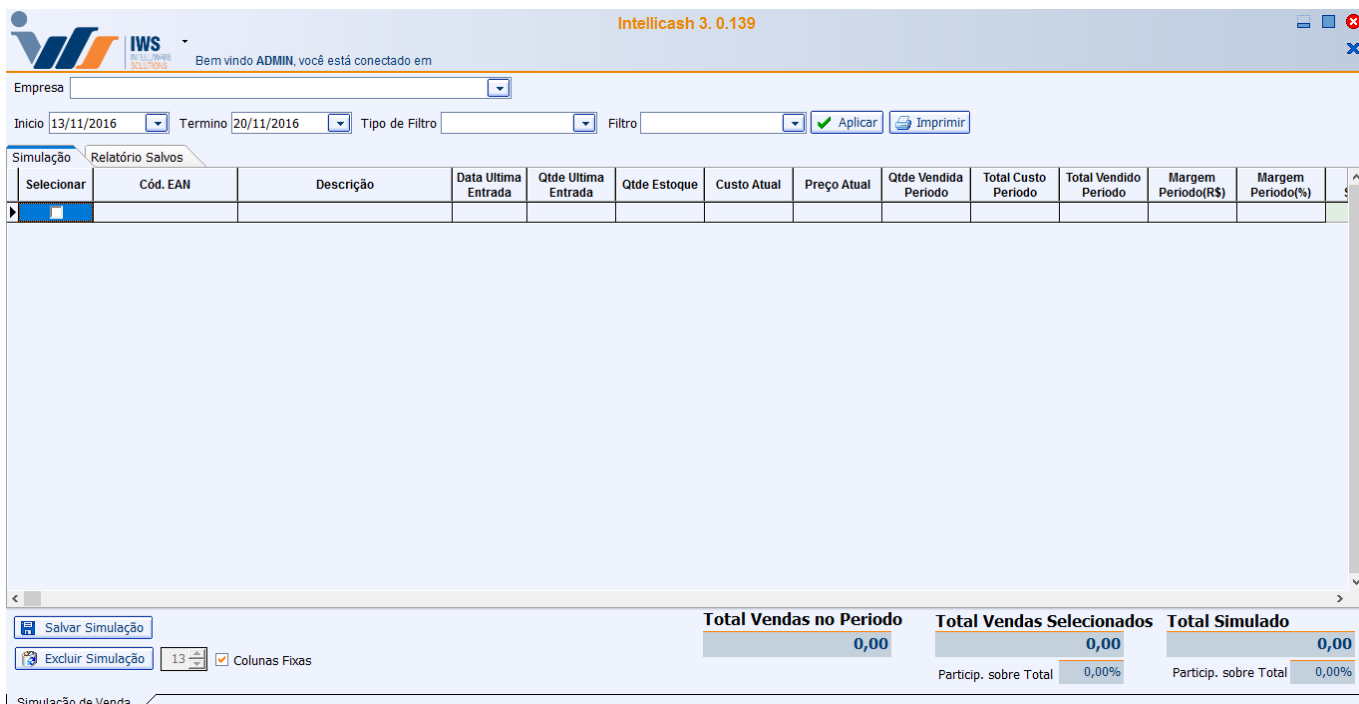 Intellicash 3. 0.139
IWS
INTELLIWARE
SOLUTIONS
Bem vindo ADMIN, você está conectado em
Empresa
Inicio 13/11/2016 Termino 20/11/2016 Tipo de Filtro Filtro Aplicar Imprimir
Simulação Relatório Salvos
Selecionar Cód. EAN Descrição Data Ultima Entrada Qtde Ultima Entrada Qtde Estoque Custo Atual Preço Atual Qtde Vendida Periodo Total Custo Periodo Total Vendido Periodo Margem Periodo(R$) Margem Periodo(%)
Salvar Simulação
Excluir Simulação 13 Colunas Fixas
Total Vendas no Periodo Total Vendas Selecionados Total Simulado
0,00 0,00 0,00
Particip. sobre Total 0,00% Particip. sobre Total 0,00%
Simulação de Venda